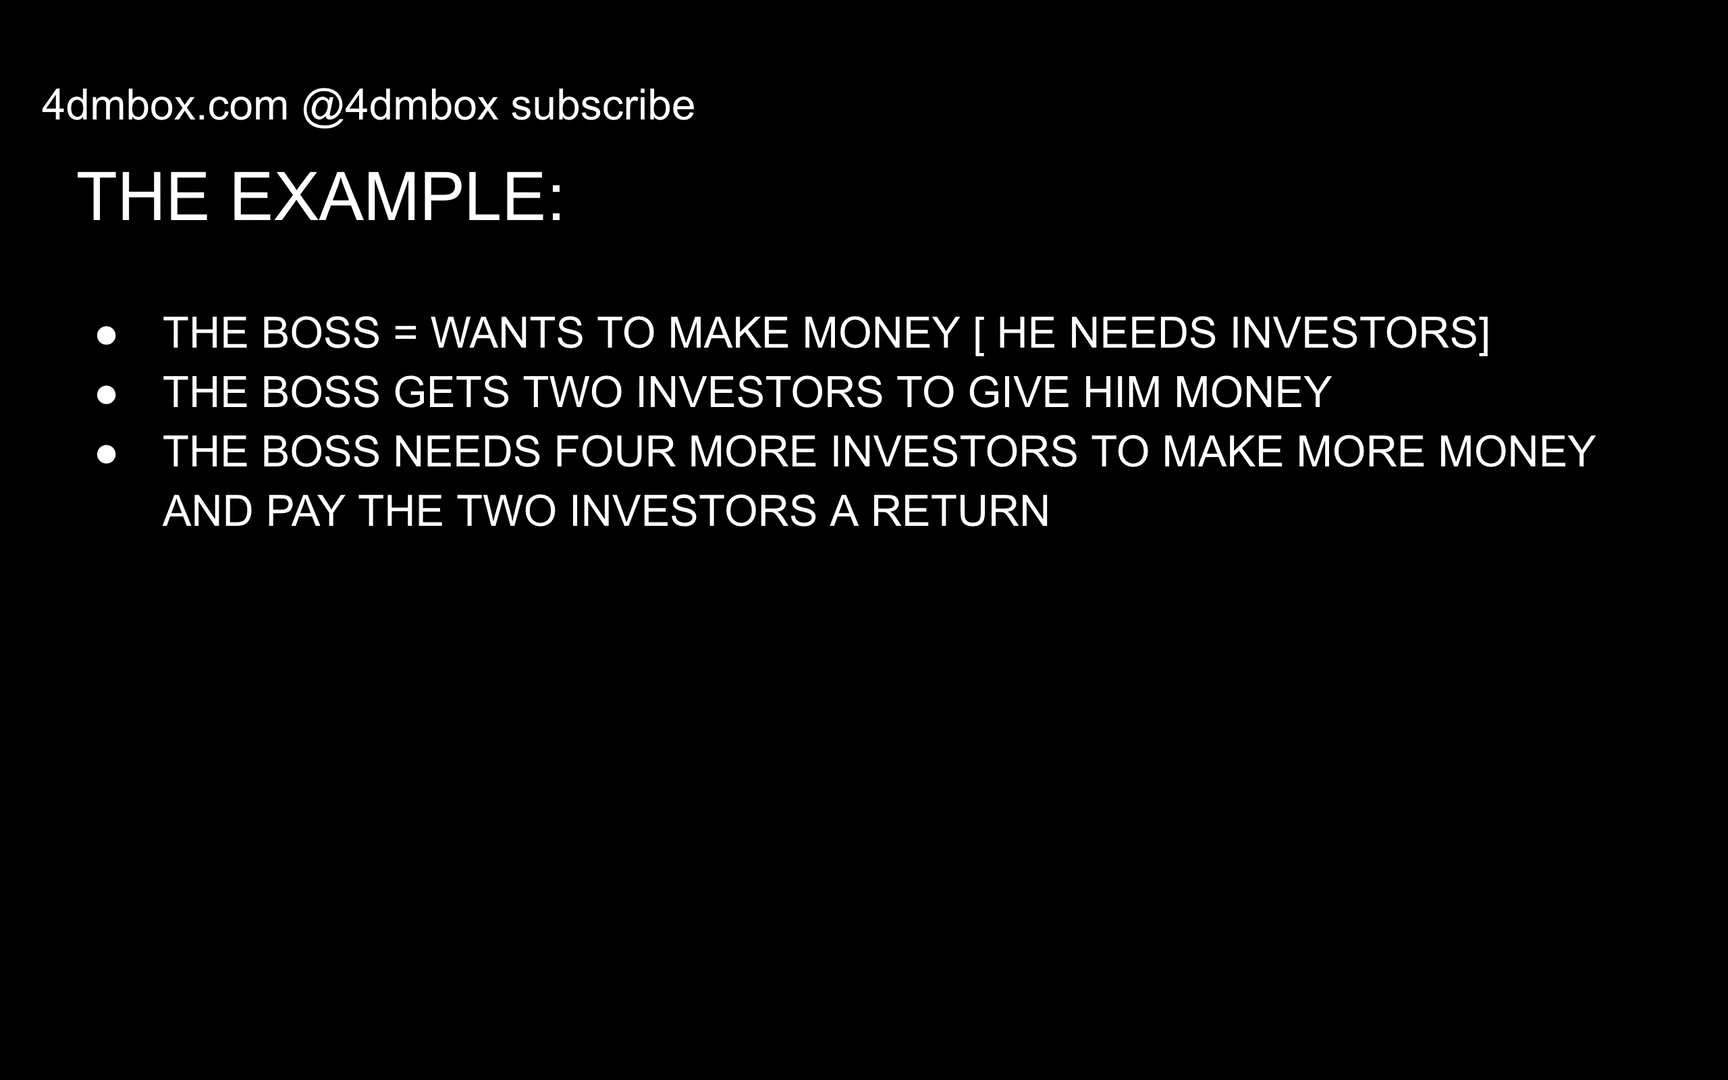 4dmbox.com @4dmbox subscribe
THE EXAMPLE:
● THE BOSS = WANTS TO MAKE MONEY [ HE NEEDS INVESTORS]
● THE BOSS GETS TWO INVESTORS TO GIVE HIM MONEY
● THE BOSS NEEDS FOUR MORE INVESTORS TO MAKE MORE MONEY
AND PAY THE TWO INVESTORS A RETURN